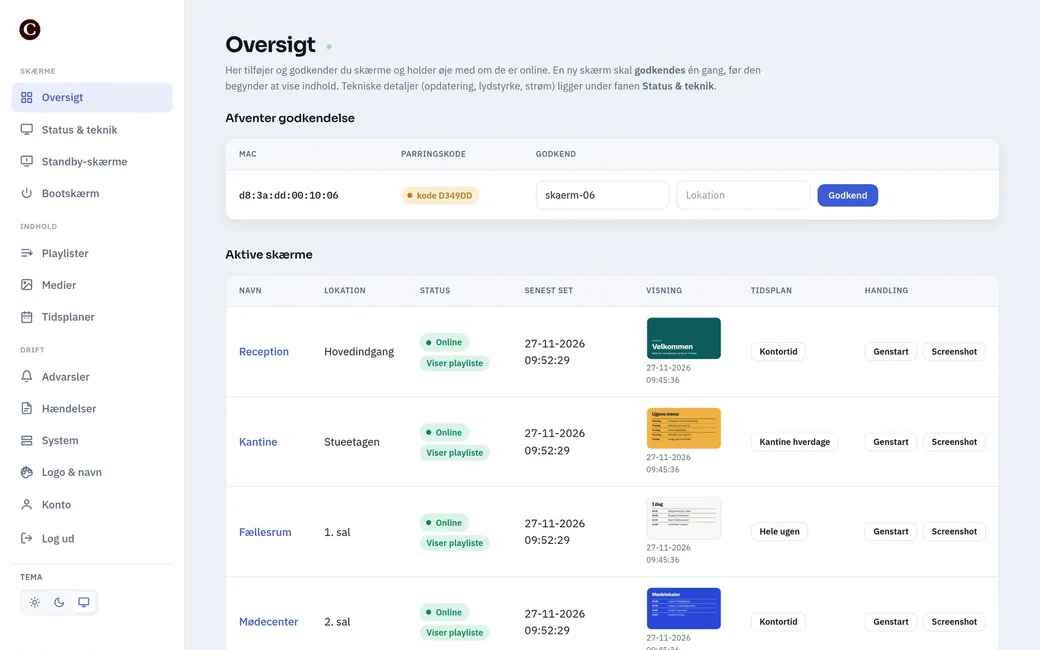 C
SKÆRME
Oversigt
Status & teknik
Standby-skærme
Bootskærm
INDHOLD
Playlister
Medier
Tidsplaner
DRIFT
Advarsler
Hændelser
System
Logo & navn
Konto
Log ud
TEMA
Oversigt
Her tilføjer og godkender du skærme og holder øje med om de er online. En ny skærm skal godkendes én gang, før den
begynder at vise indhold. Tekniske detaljer (opdatering, lydstyrke, strøm) ligger under fanen Status & teknik.
Afventer godkendelse
MAC PARRINGSKODE GODKEND
d8:3a:dd:00:10:06 kode D349DD skaerm-06 Lokation Godkend
Aktive skærme
NAVN LOKATION STATUS SENEST SET VISNING TIDSPLAN HANDLING
Reception Hovedindgang Online Viser playliste 27-11-2026 09:52:29 Velkommen 27-11-2026 09:45:36 Kontortid Genstart Screenshot
Kantine Stueetagen Online Viser playliste 27-11-2026 09:52:29 Ugens menu 27-11-2026 09:45:36 Kantine hverdage Genstart Screenshot
Fællesrum 1. sal Online Viser playliste 27-11-2026 09:52:29 I dag 27-11-2026 09:45:36 Hele ugen Genstart Screenshot
Mødecenter 2. sal Online Viser playliste 27-11-2026 09:52:29 Mødelokaler 27-11-2026 Kontortid Genstart Screenshot